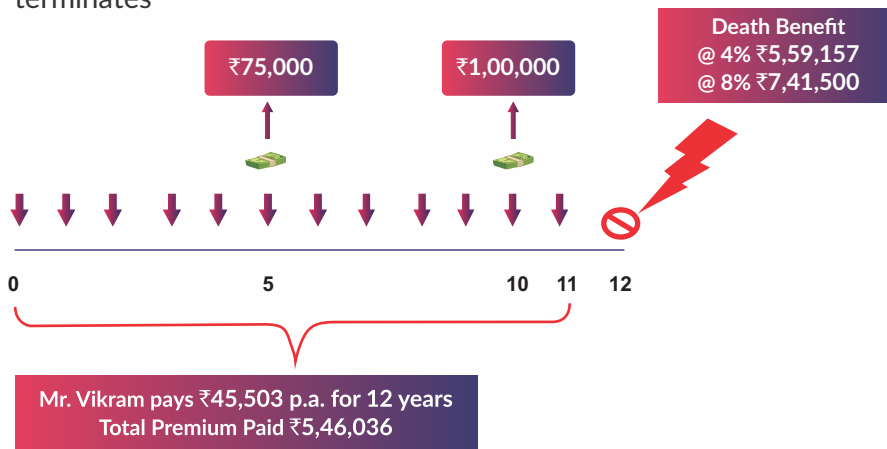 terminates
Death Benefit
@ 4% ₹5,59,157
@ 8% ₹7,41,500
₹75,000
₹1,00,000
0
5
10
11
12
Mr. Vikram pays ₹45,503 p.a. for 12 years
Total Premium Paid ₹5,46,036